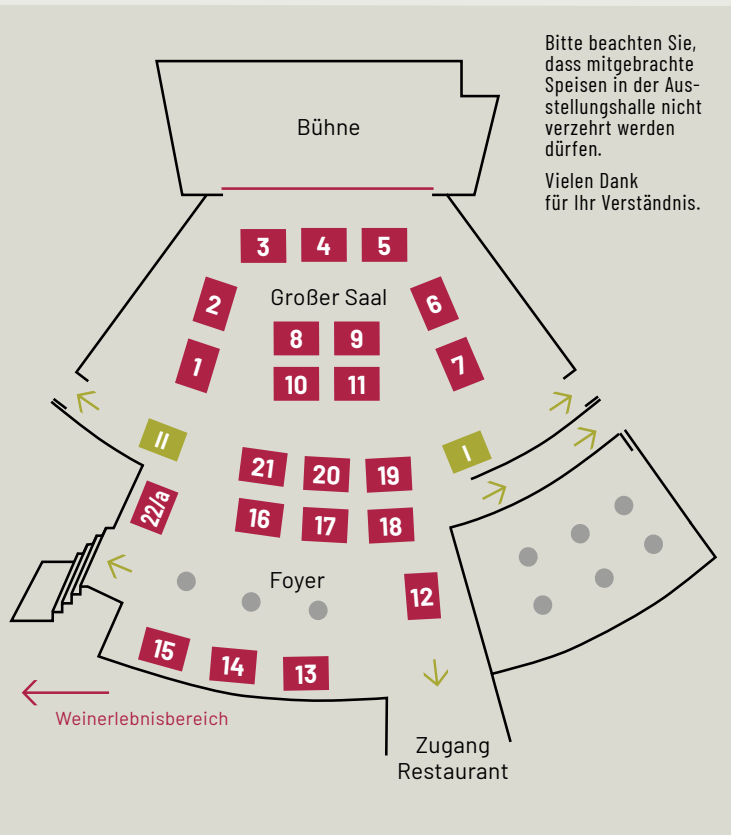 Bitte beachten Sie,
dass mitgebrachte
Speisen in der Aus-
stellungshalle nicht
verzehrt werden
dürfen.
Vielen Dank
für Ihr Verständnis.
Bühne
3 4 5
2
Großer Saal
6
8 9
1
7
10 11
II
I
21 20 19
22/a
16 17 18
Foyer
12
15 14 13
Weinerlebnisbereich
Zugang
Restaurant